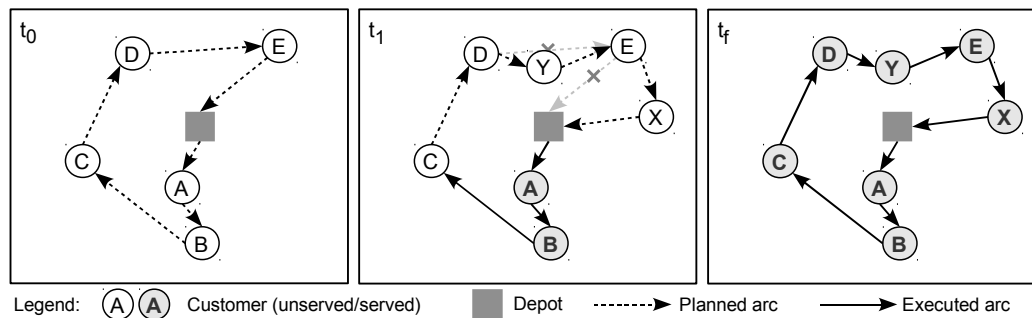 t0
D
E
C
A
B
t1
D
Y
E
X
C
A
B
tf
D
Y
E
X
C
A
B
Legend: A A Customer (unserved/served) Depot Planned arc Executed arc